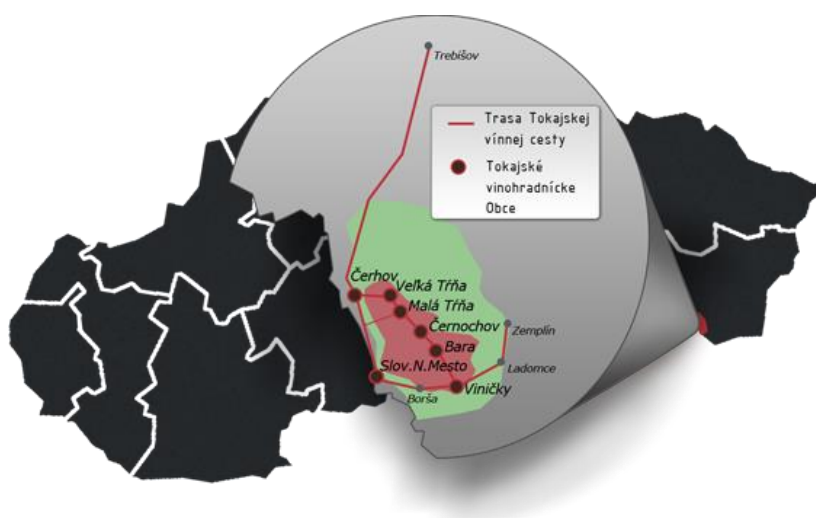 Trebišov
Trasa Tokajskej
vínnej cesty
Tokajské
vinohradnícke
Obce
Čerhov
Veľká Tŕňa
Malá Tŕňa
Černochov
Zemplín
Bara
Slov.N.Mesto
Ladomce
Viničky
Borša